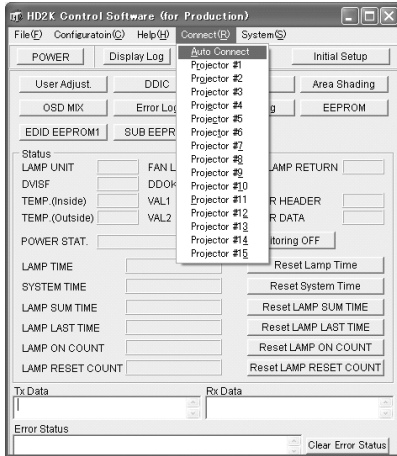 HD2K Control Software (for Production)
File(F) Configuratoin(C) Help(H) Connect(R) System(S)
POWER Display Log Initial Setup
Auto Connect
Projector #1
Projector #2
Projector #3
Projector #4
Projector #5
Projector #6
Projector #7
Projector #8
Projector #9
Projector #10
Projector #11
Projector #12
Projector #13
Projector #14
Projector #15
User Adjust. DDIC Area Shading
OSD MIX Error Log EEPROM
EDID EEPROM1 SUB EEPR
Status
LAMP UNIT FAN L LAMP RETURN
DVISF DDOK
TEMP.(Inside) VAL1 R HEADER
TEMP.(Outside) VAL2 R DATA
POWER STAT. itoring OFF
LAMP TIME Reset Lamp Time
SYSTEM TIME Reset System Time
LAMP SUM TIME Reset LAMP SUM TIME
LAMP LAST TIME Reset LAMP LAST TIME
LAMP ON COUNT Reset LAMP ON COUNT
LAMP RESET COUNT Reset LAMP RESET COUNT
Tx Data Rx Data
Error Status
Clear Error Status